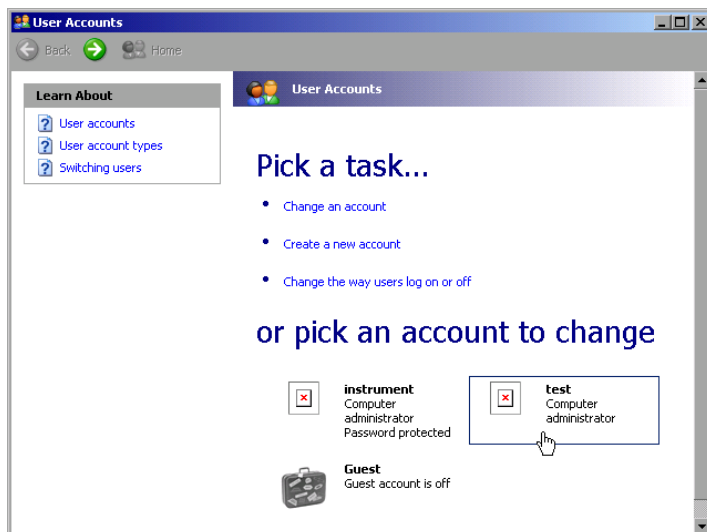 User Accounts
Back
Home
Learn About
User accounts
User account types
Switching users
User Accounts
Pick a task...
Change an account
Create a new account
Change the way users log on or off
or pick an account to change
instrument
Computer
administrator
Password protected
test
Computer
administrator
Guest
Guest account is off